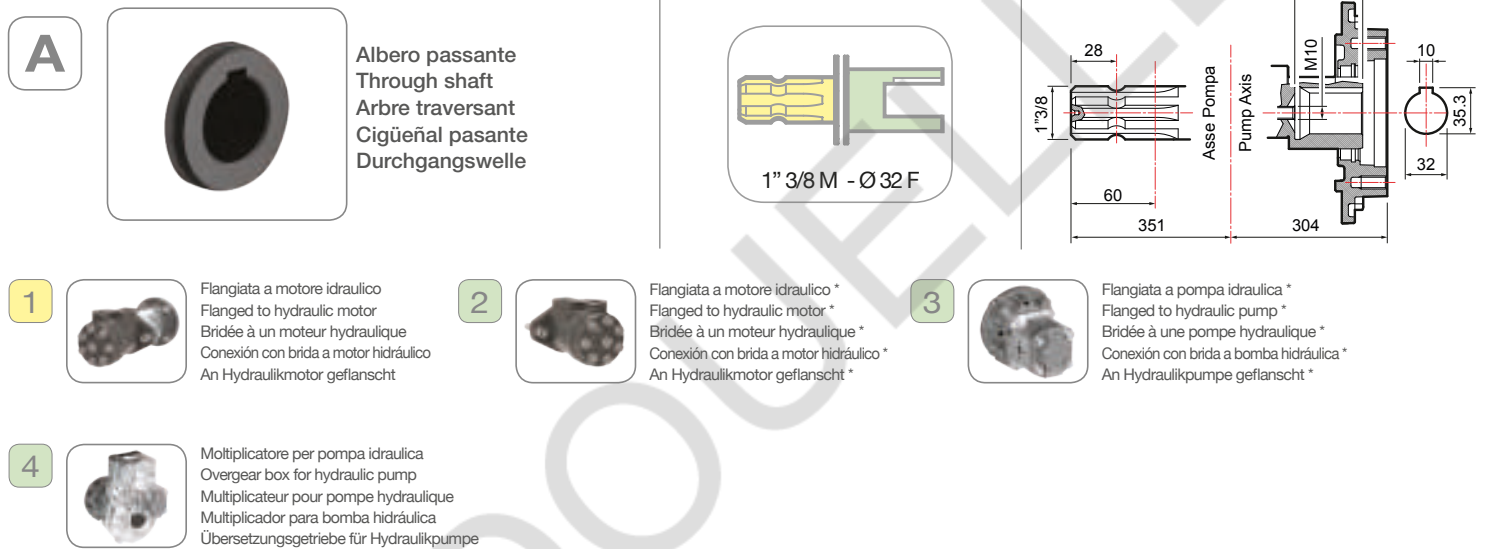 A
Albero passante
Through shaft
Arbre traversant
Cigüeñal pasante
Durchgangswelle
1” 3/8 M - Ø 32 F
28
1”3/8
60
351
Asse Pompa
Pump Axis
M10
304
10
35.3
32
1
Flangiata a motore idraulico
Flanged to hydraulic motor
Bridée à un moteur hydraulique
Conexión con brida a motor hidráulico
An Hydraulikmotor geflanscht
2
Flangiata a motore idraulico *
Flanged to hydraulic motor *
Bridée à un moteur hydraulique *
Conexión con brida a motor hidráulico *
An Hydraulikmotor geflanscht *
3
Flangiata a pompa idraulica *
Flanged to hydraulic pump *
Bridée à une pompe hydraulique *
Conexión con brida a bomba hidráulica *
An Hydraulikpumpe geflanscht *
4
Moltiplicatore per pompa idraulica
Overgear box for hydraulic pump
Multiplicateur pour pompe hydraulique
Multiplicador para bomba hidráulica
Übersetzungsgetriebe für Hydraulikpumpe